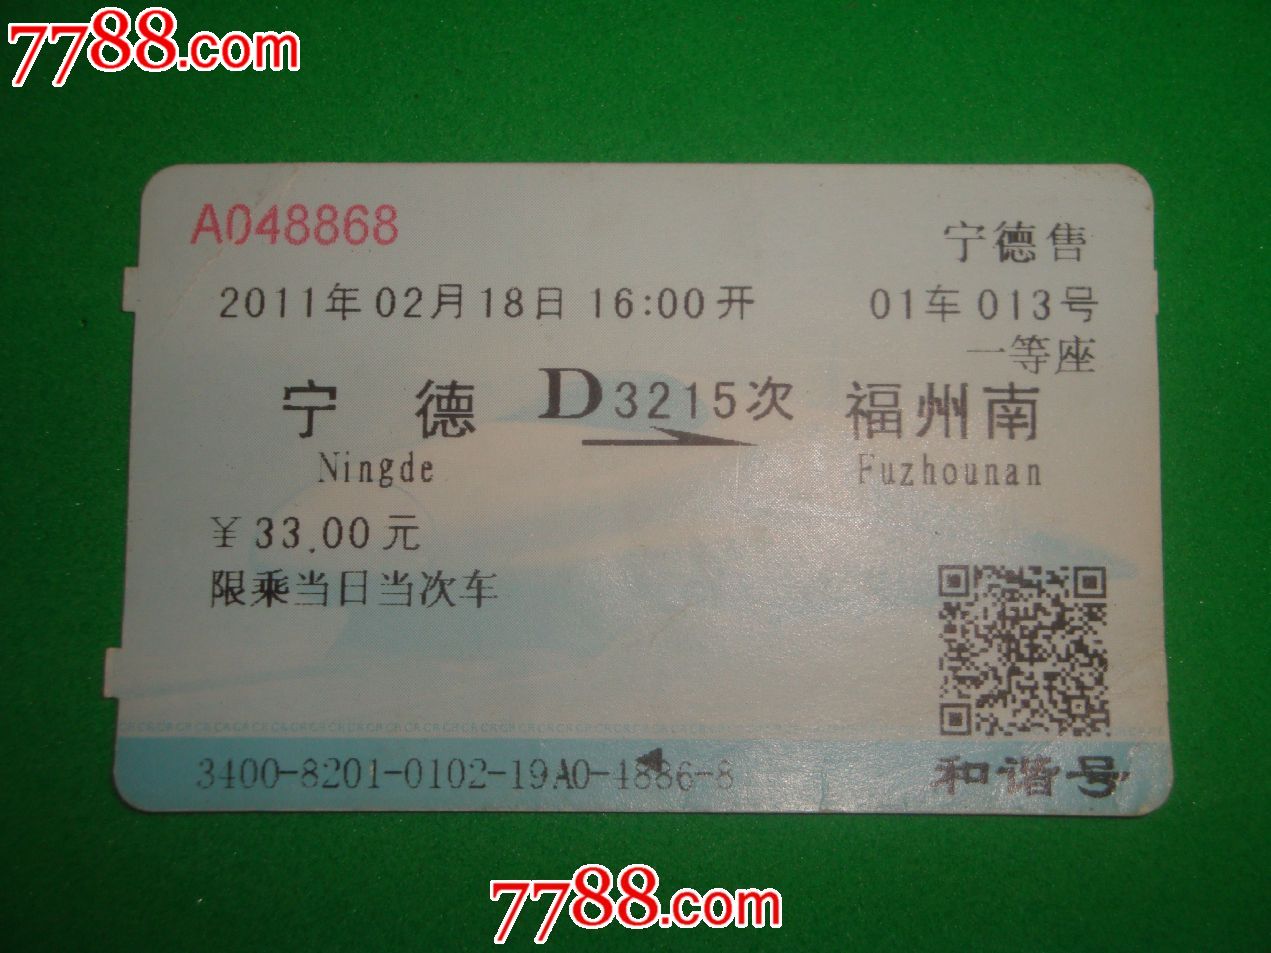 7788.com
A048868
宁德售
2011年02月18日16:00开 01车013号
一等座
宁德 D3215次 福州南
Ningde Fuzhounan
￥33.00元
限乘当日当次车
3400-8201-0102-19A0-4886-8 和谐号
7788.com